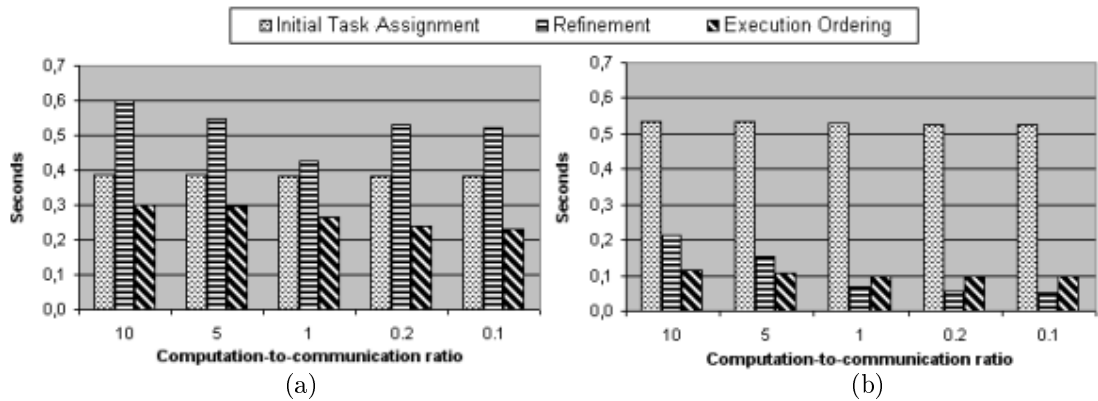 Initial Task Assignment Refinement Execution Ordering
0,7
0,6
0,5
0,4
0,3
0,2
0,1
0,0
Seconds
10 5 1 0.2 0.1
Computation-to-communication ratio
(a)
0,7
0,6
0,5
0,4
0,3
0,2
0,1
0,0
Seconds
10 5 1 0.2 0.1
Computation-to-communication ratio
(b)